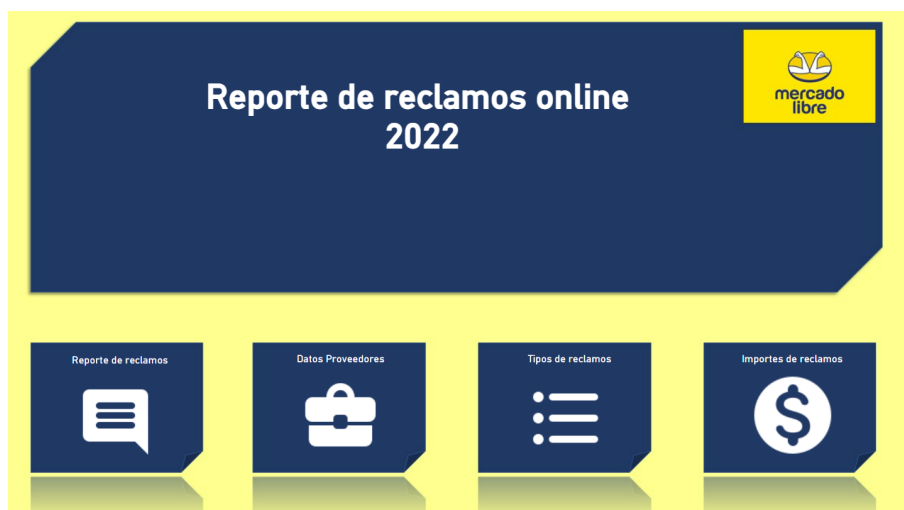 Reporte de reclamos online
2022
mercado
libre
Reporte de reclamos
Datos Proveedores
Tipos de reclamos
Importes de reclamos